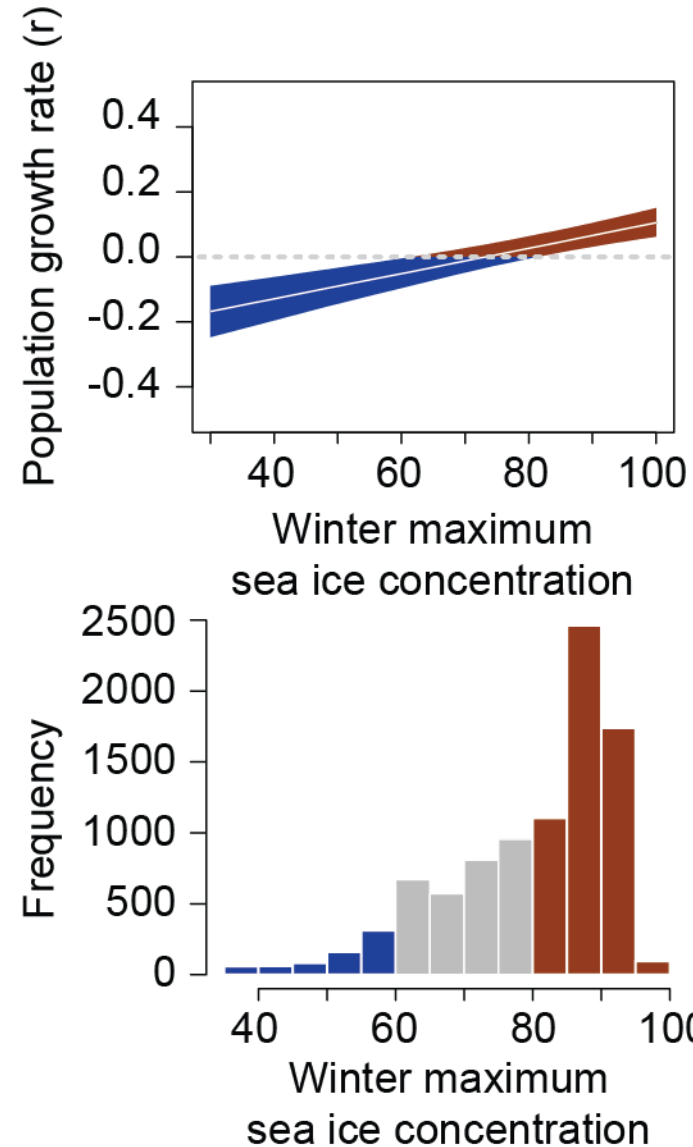 Population growth rate (r)
0.4
0.2
0.0
-0.2
-0.4
40 60 80 100
Winter maximum
sea ice concentration
Frequency
2500
2000
1500
1000
500
0
40 60 80 100
Winter maximum
sea ice concentration